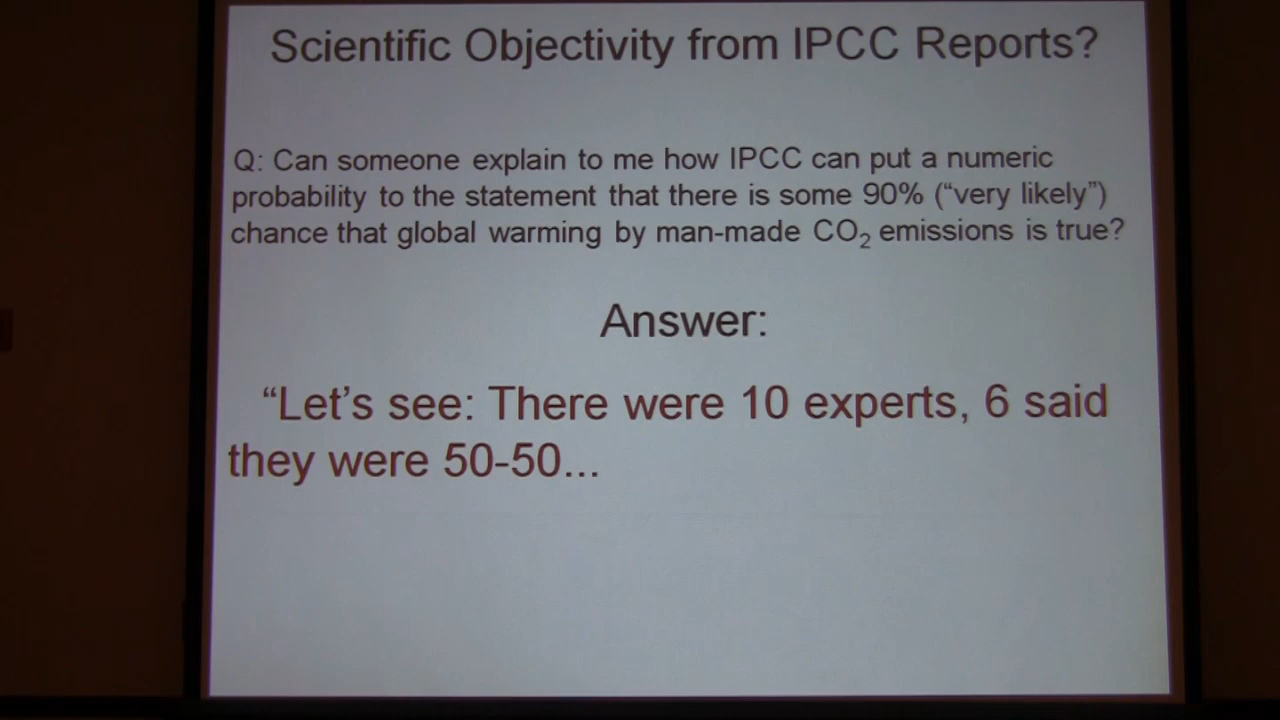 Scientific Objectivity from IPCC Reports?
Q: Can someone explain to me how IPCC can put a numeric
probability to the statement that there is some 90% (“very likely”)
chance that global warming by man-made CO₂ emissions is true?
Answer:
“Let’s see: There were 10 experts, 6 said
they were 50-50...